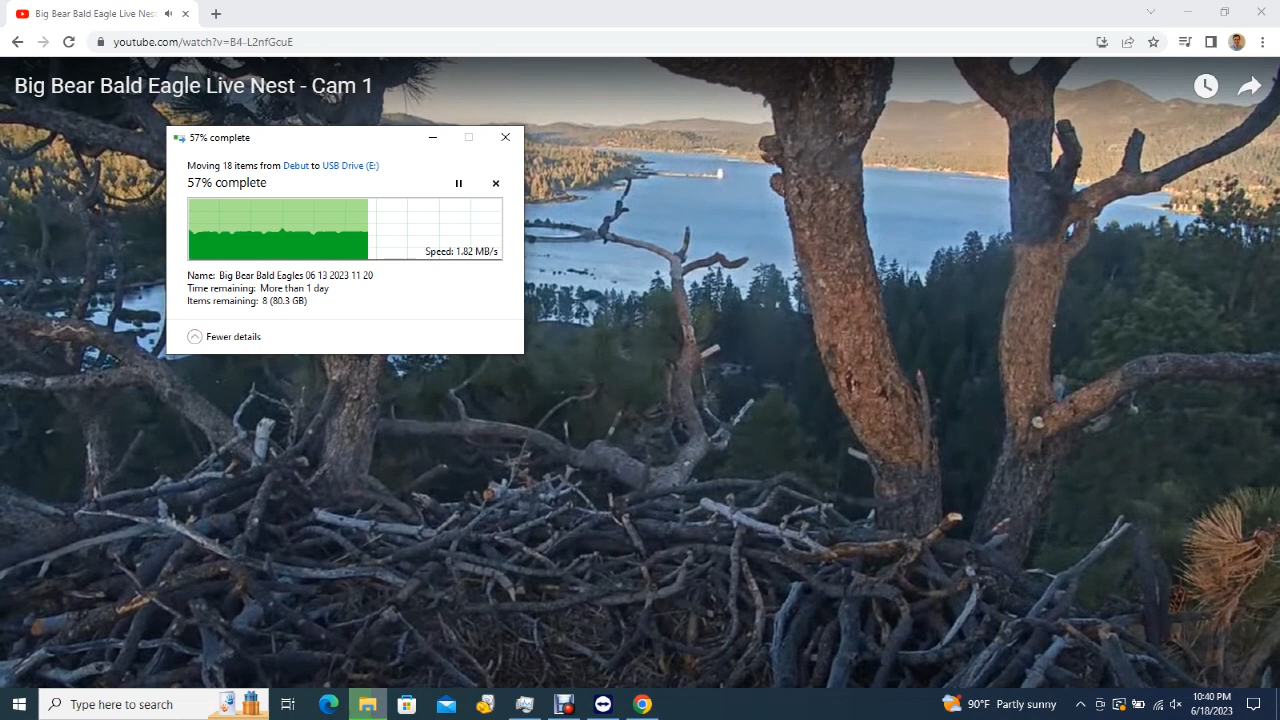 Big Bear Bald Eagle Live Nest
youtube.com/watch?v=B4-L2nfGcuE
Big Bear Bald Eagle Live Nest - Cam 1
57% complete
Moving 18 items from Debut to USB Drive (E:)
57% complete
Speed: 1.82 MB/s
Name: Big Bear Bald Eagles 06 13 2023 11 20
Time remaining: More than 1 day
Items remaining: 8 (80.3 GB)
Fewer details
Type here to search
90°F Partly sunny
10:40 PM
6/18/2023